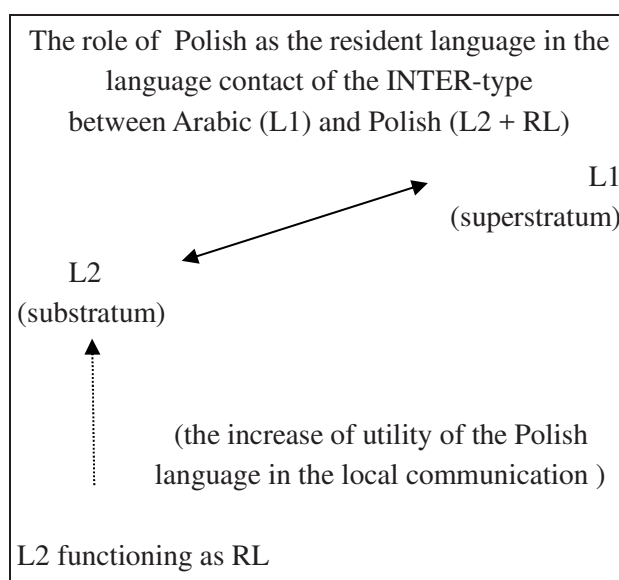 The role of Polish as the resident language in the
language contact of the INTER-type
between Arabic (L1) and Polish (L2 + RL)
L1
(superstratum)
L2
(substratum)
(the increase of utility of the Polish
language in the local communication )
L2 functioning as RL